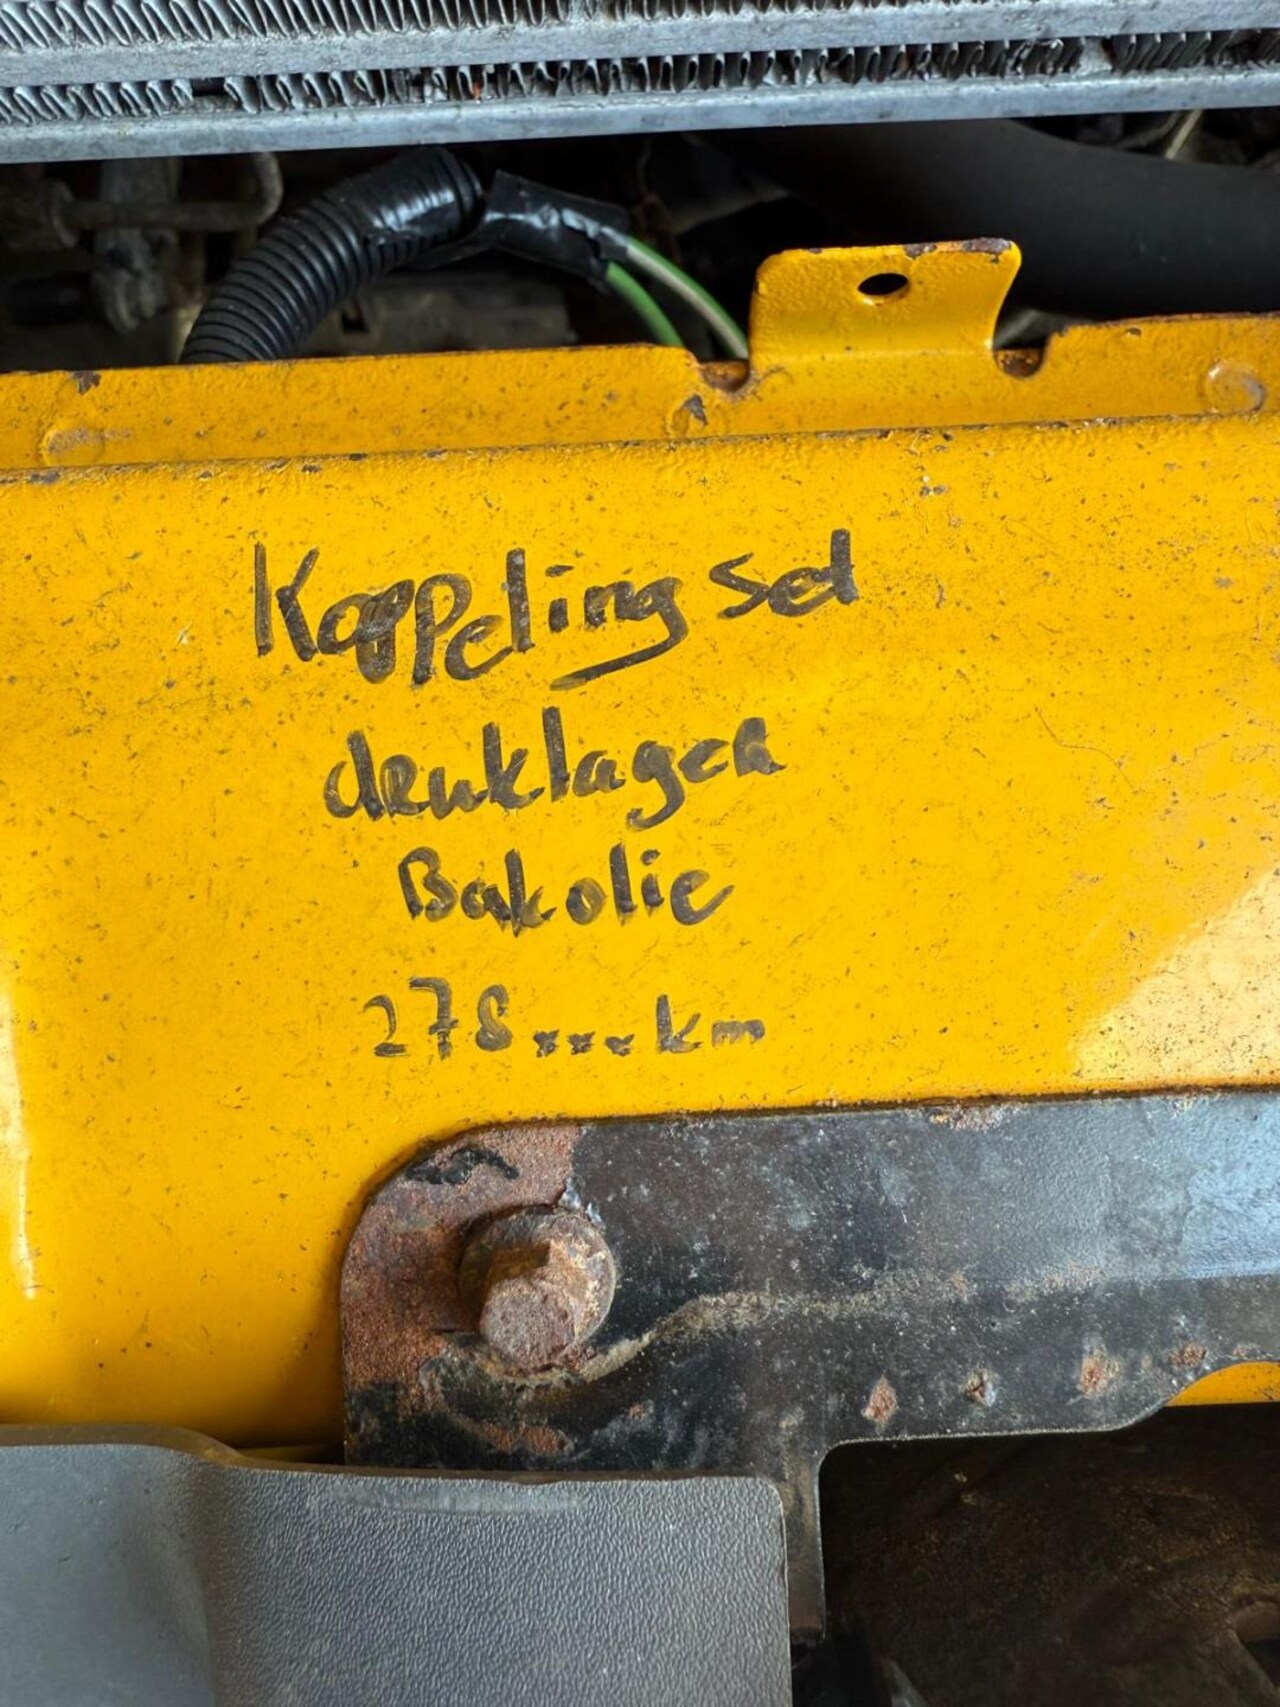 Koppeling set
druklager
Bakolie
278...km